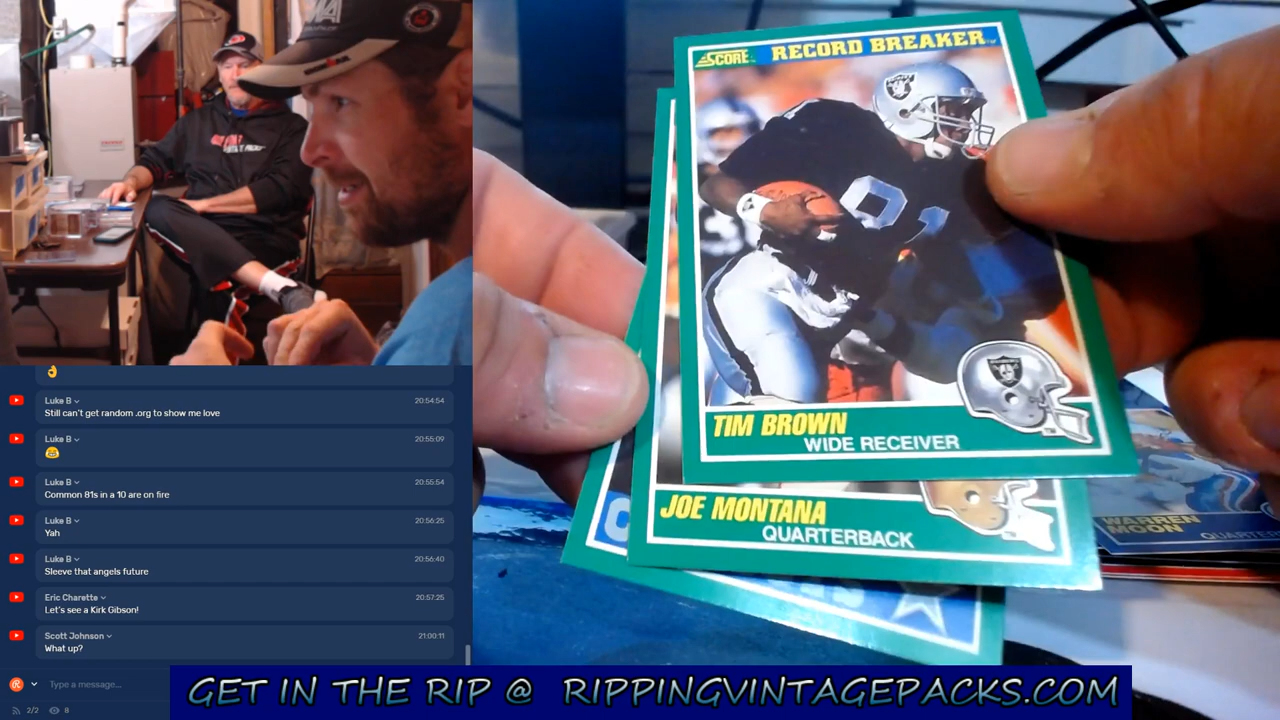 Luke B
20:54:54
Still can't get random .org to show me love
Luke B
20:55:09
Luke B
20:55:54
Common 81s in a 10 are on fire
Luke B
20:56:25
Yah
Luke B
20:56:40
Sleeve that angels future
Eric Charette
20:57:25
Let's see a Kirk Gibson!
Scott Johnson
21:00:11
What up?
Type a message...
2/2
8
SCORE RECORD BREAKER
81
TIM BROWN
WIDE RECEIVER
JOE MONTANA
QUARTERBACK
WARREN
MOON
GET IN THE RIP @ RIPPINGVINTAGEPACKS.COM